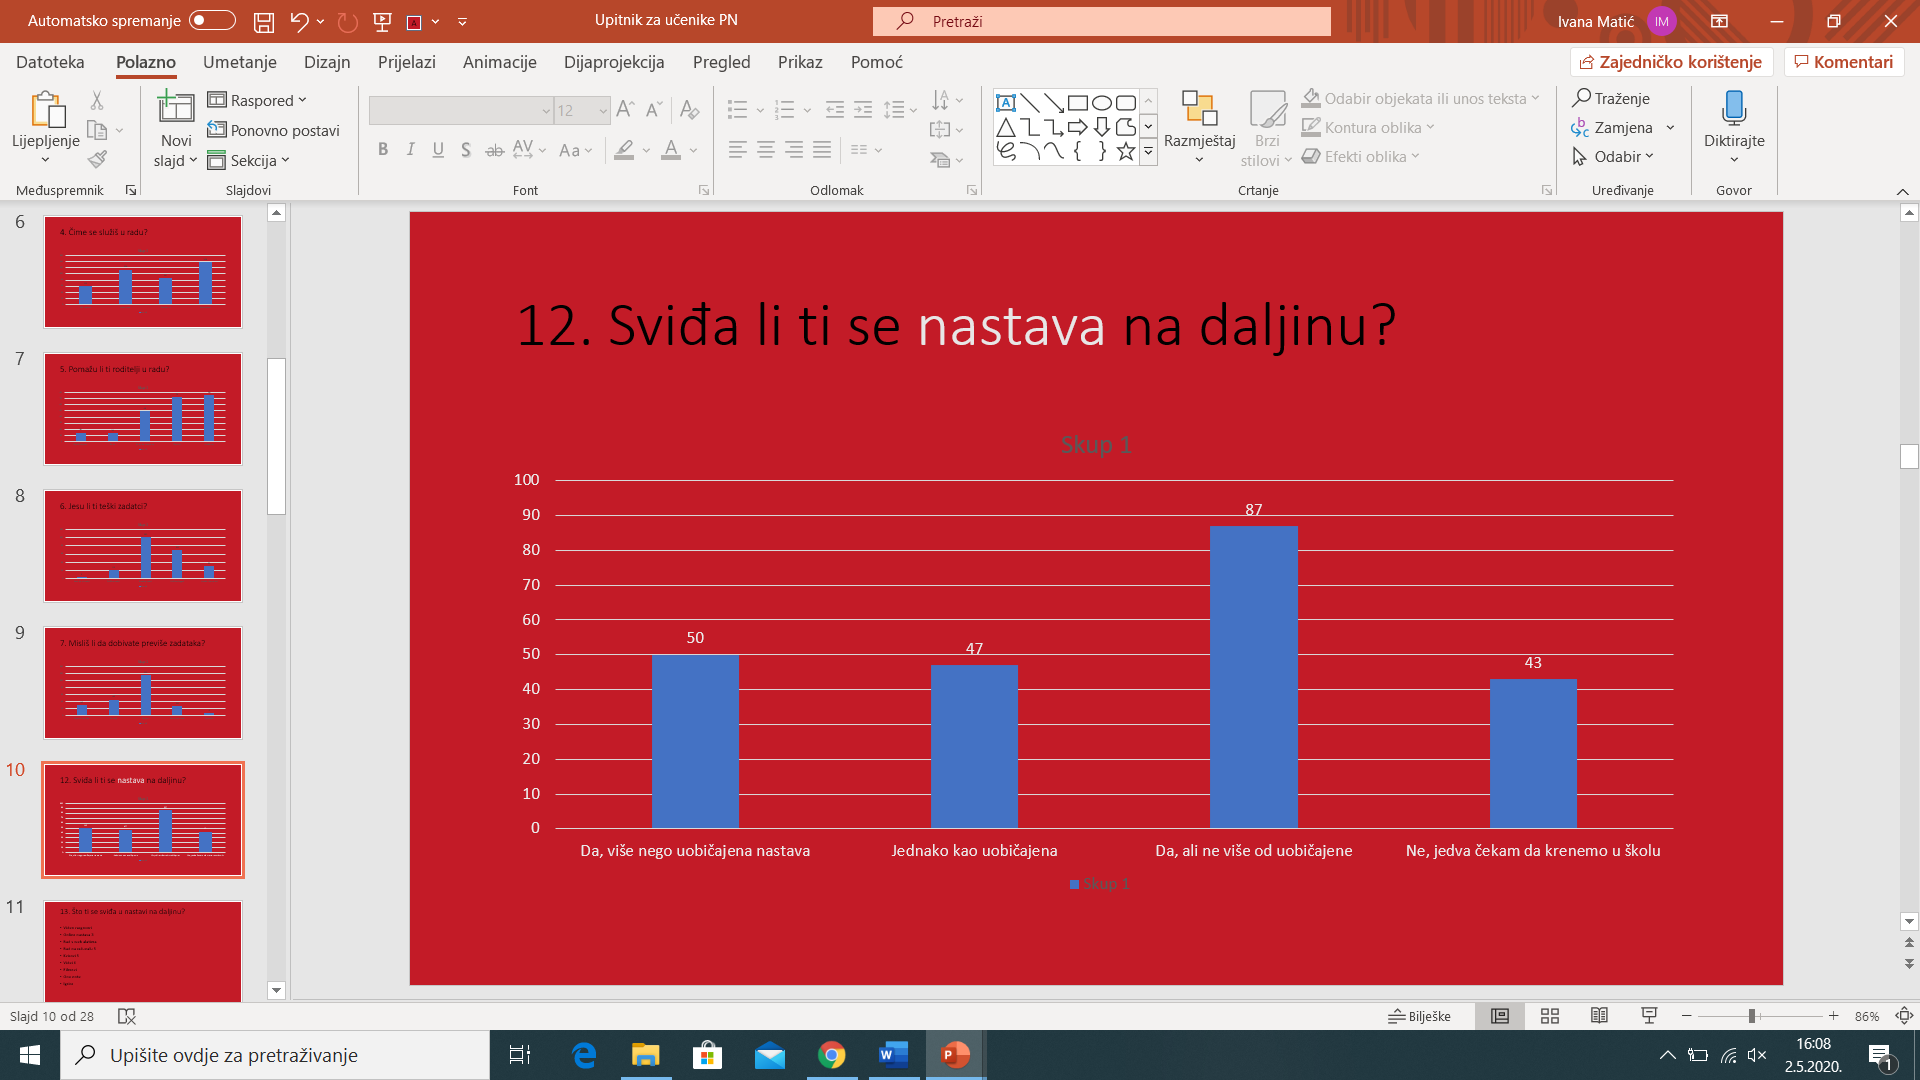 Automatsko spremanje
Upitnik za učenike PN
Pretraži
Ivana Matić
IM
Datoteka Polazno Umetanje Dizajn Prijelazi Animacije Dijaprojekcija Pregled Prikaz Pomoć
Zajedničko korištenje
Komentari
Lijepljenje
Međuspremnik
Novi
slajd
Raspored
Ponovno postavi
Sekcija
Slajdovi
12
B I U S ab AV Aa A
Font
Odlomak
Razmještaj
Brzi
stilovi
Odabir objekata ili unos teksta
Kontura oblika
Efekti oblika
Crtanje
Traženje
Zamjena
Odabir
Uređivanje
Diktirajte
Govor
6
4. Čime se služiš u radu?
7
5. Pomažu li ti roditelji u radu?
8
6. Jesu li ti teški zadatci?
9
7. Misliš li da dobivate previše zadataka?
10
12. Sviđa li ti se nastava na daljinu?
11
13. Što ti se sviđa u nastavi na daljinu?
12. Sviđa li ti se nastava na daljinu?
Skup 1
100
90
80
70
60
50
40
30
20
10
0
50
47
87
43
Da, više nego uobičajena nastava
Jednako kao uobičajena
Da, ali ne više od uobičajene
Ne, jedva čekam da krenemo u školu
Skup 1
Slajd 10 od 28
Bilješke
86%
Upišite ovdje za pretraživanje
16:08
2.5.2020.
1